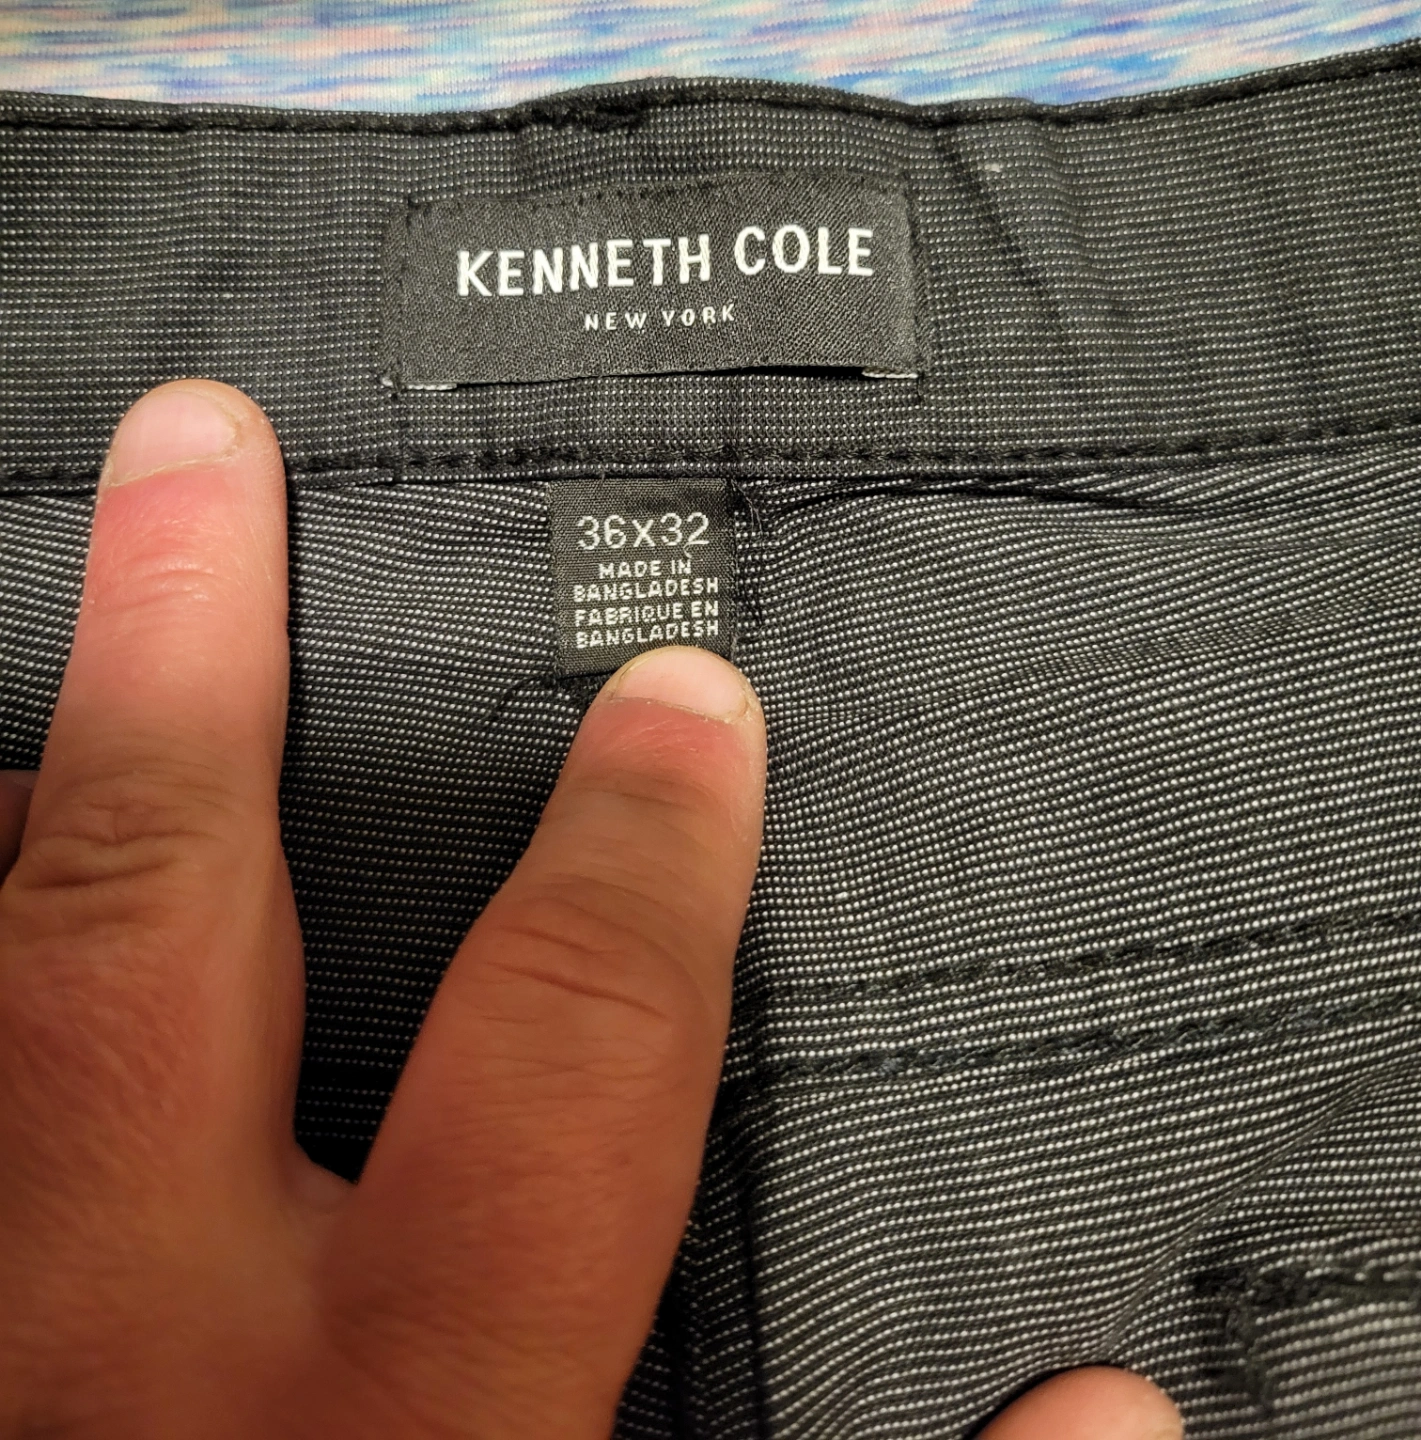 KENNETH COLE
NEW YORK
36X32
MADE IN
BANGLADESH
FABRIQUE EN
BANGLADESH